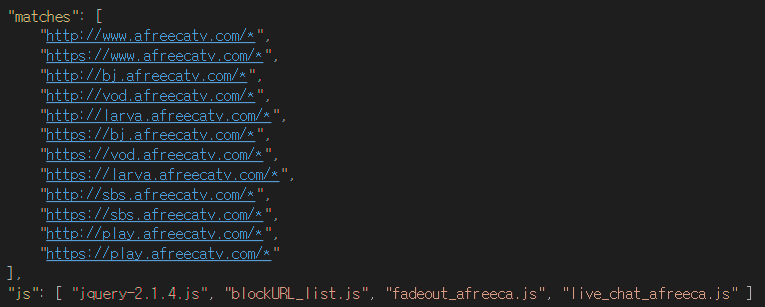 "matches": [
"http://www.afreecatv.com/*",
"https://www.afreecatv.com/*",
"http://bj.afreecatv.com/*",
"http://vod.afreecatv.com/*",
"http://larva.afreecatv.com/*",
"https://bj.afreecatv.com/*",
"https://vod.afreecatv.com/*",
"https://larva.afreecatv.com/*",
"http://sbs.afreecatv.com/*",
"https://sbs.afreecatv.com/*",
"http://play.afreecatv.com/*",
"https://play.afreecatv.com/*"
],
"js": [ "jquery-2.1.4.js", "blockURL_list.js", "fadeout_afreeca.js", "live_chat_afreeca.js" ]